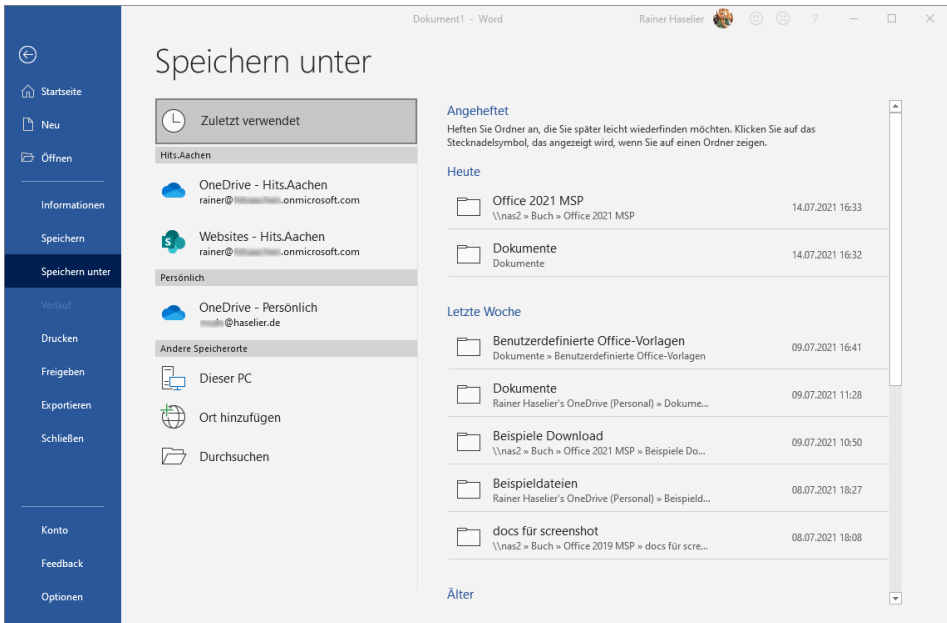 Dokument1 - Word
Rainer Haselier
?
Startseite
Neu
Öffnen
Informationen
Speichern
Speichern unter
Verlauf
Drucken
Freigeben
Exportieren
Schließen
Konto
Feedback
Optionen
Speichern unter
Zuletzt verwendet
Hits.Aachen
OneDrive - Hits.Aachen
rainer@ .onmicrosoft.com
Websites - Hits.Aachen
rainer@ .onmicrosoft.com
Persönlich
OneDrive - Persönlich
@haselier.de
Andere Speicherorte
Dieser PC
Ort hinzufügen
Durchsuchen
Angeheftet
Heften Sie Ordner an, die Sie später leicht wiederfinden möchten. Klicken Sie auf das
Stecknadelsymbol, das angezeigt wird, wenn Sie auf einen Ordner zeigen.
Heute
Office 2021 MSP
\\nas2 » Buch » Office 2021 MSP
14.07.2021 16:33
Dokumente
Dokumente
14.07.2021 16:32
Letzte Woche
Benutzerdefinierte Office-Vorlagen
Dokumente » Benutzerdefinierte Office-Vorlagen
09.07.2021 16:41
Dokumente
Rainer Haselier's OneDrive (Personal) » Dokume...
09.07.2021 11:28
Beispiele Download
\\nas2 » Buch » Office 2021 MSP » Beispiele Do...
09.07.2021 10:50
Beispieldateien
Rainer Haselier's OneDrive (Personal) » Beispield...
08.07.2021 18:27
docs für screenshot
\\nas2 » Buch » Office 2019 MSP » docs für scre...
08.07.2021 18:08
Älter